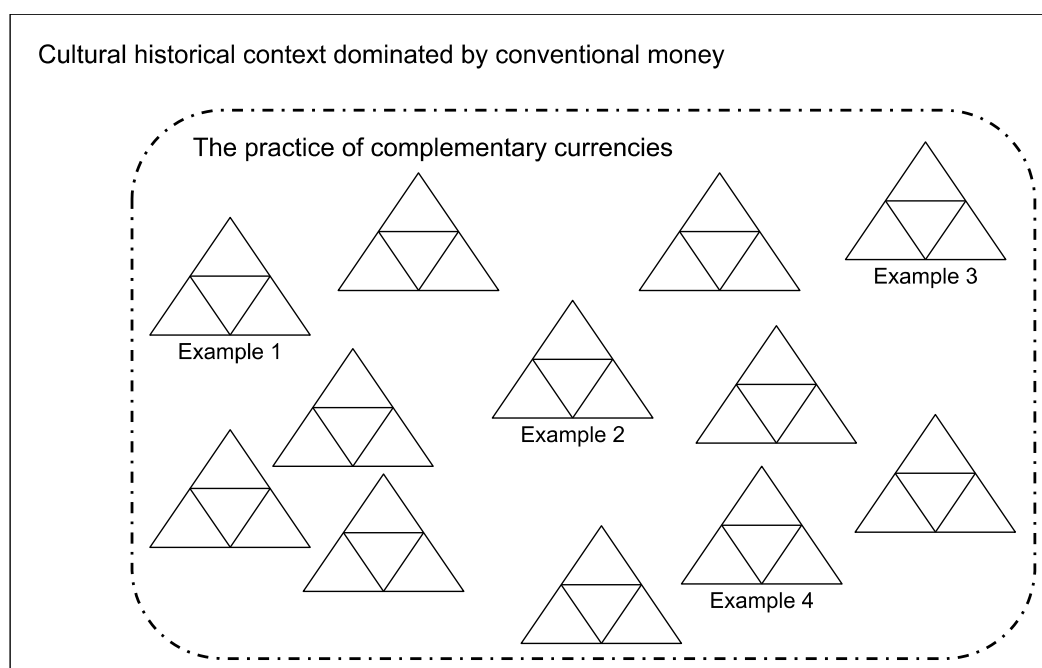 Cultural historical context dominated by conventional money
The practice of complementary currencies
Example 3
Example 1
Example 2
Example 4